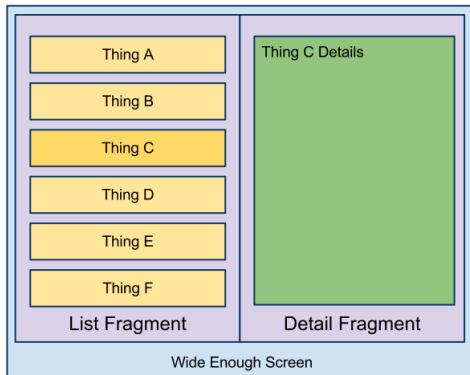 Thing A
Thing B
Thing C
Thing D
Thing E
Thing F
List Fragment
Thing C Details
Detail Fragment
Wide Enough Screen